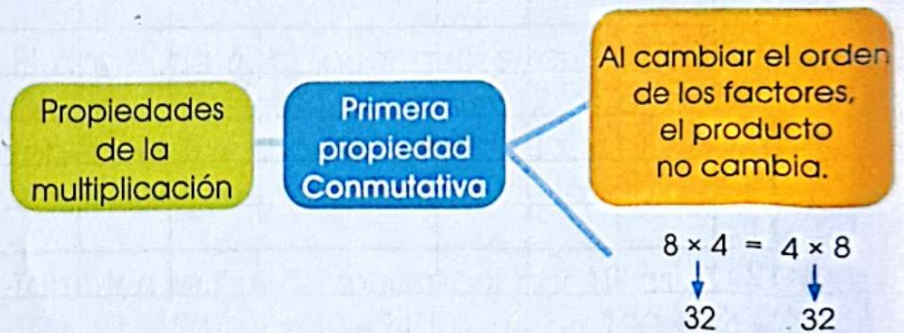 Propiedades
de la
multiplicación
Primera
propiedad
Conmutativa
Al cambiar el orden
de los factores,
el producto
no cambia.
8 × 4 = 4 × 8
32 32